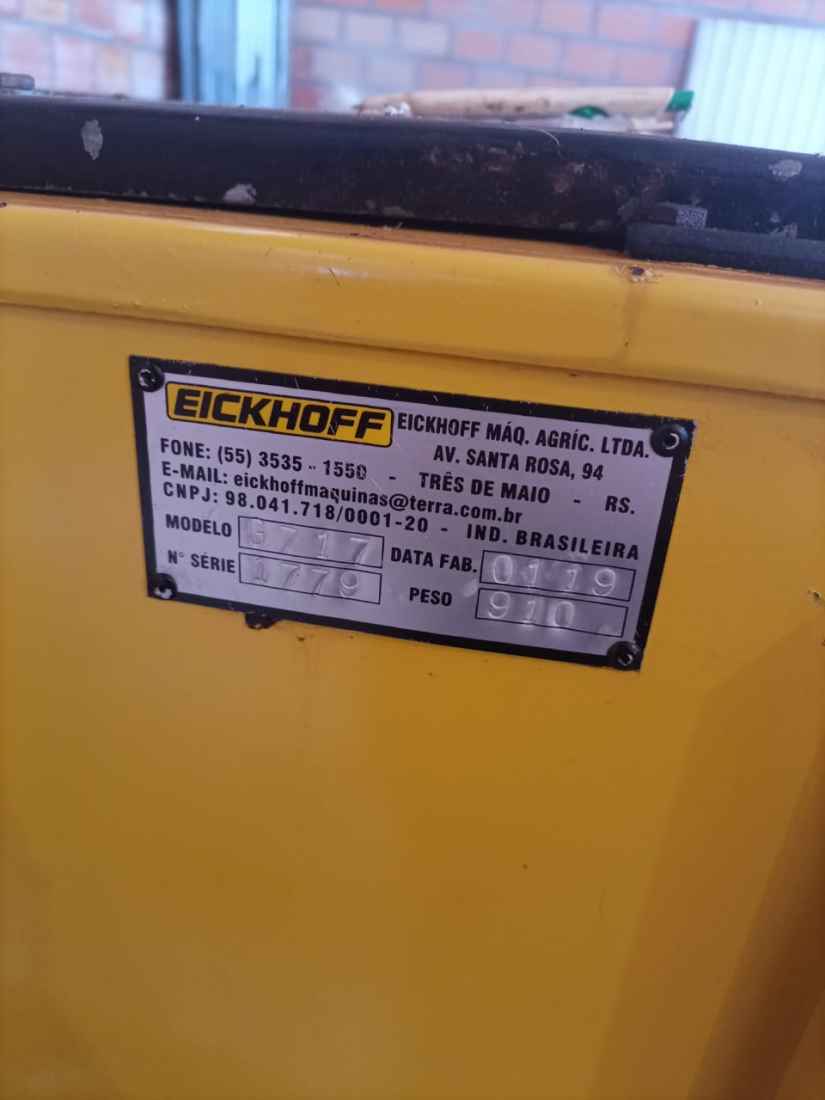 EICKHOFF EICKHOFF MÁQ. AGRÍC. LTDA.
AV. SANTA ROSA, 94
FONE: (55) 3535 - 1550 - TRÊS DE MAIO - RS.
E-MAIL: eickhoffmaquinas@terra.com.br
CNPJ: 98.041.718/0001-20 - IND. BRASILEIRA
MODELO DATA FAB. 0119
N° SÉRIE 1779 PESO 910